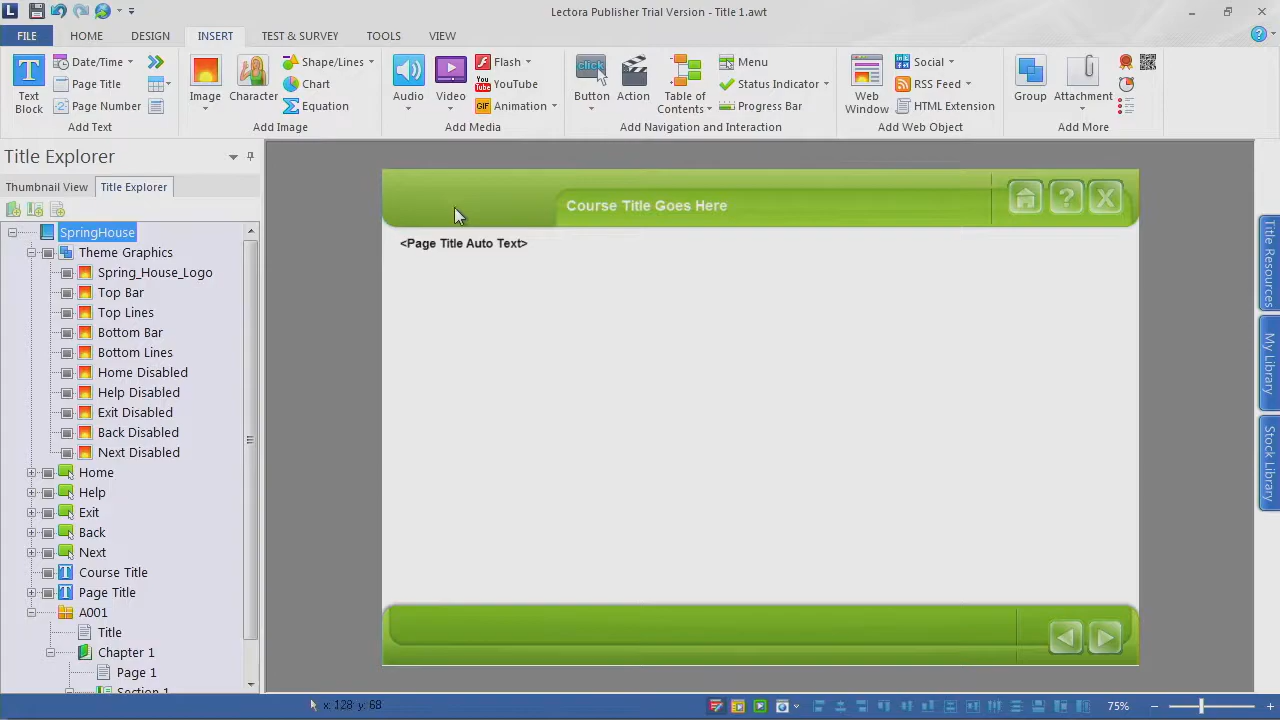 Lectora Publisher Trial Version - Title 1.awt
FILE HOME DESIGN INSERT TEST & SURVEY TOOLS VIEW
Text Block
Date/Time
Page Title
Page Number
Add Text
Image
Character
Shape/Lines
Chart
Equation
Add Image
Audio
Video
Flash
You Tube YouTube
GIF Animation
Add Media
click
Button
Action
Table of Contents
Menu
Status Indicator
Progress Bar
Add Navigation and Interaction
Web Window
Social
RSS Feed
HTML Extension
Add Web Object
Group
Attachment
Add More
Title Explorer
Thumbnail View Title Explorer
SpringHouse
Theme Graphics
Spring_House_Logo
Top Bar
Top Lines
Bottom Bar
Bottom Lines
Home Disabled
Help Disabled
Exit Disabled
Back Disabled
Next Disabled
Home
Help
Exit
Back
Next
Course Title
Page Title
A001
Title
Chapter 1
Page 1
Section 1
Course Title Goes Here
<Page Title Auto Text>
Title Resources
My Library
Stock Library
x: 128 y: 68
75%